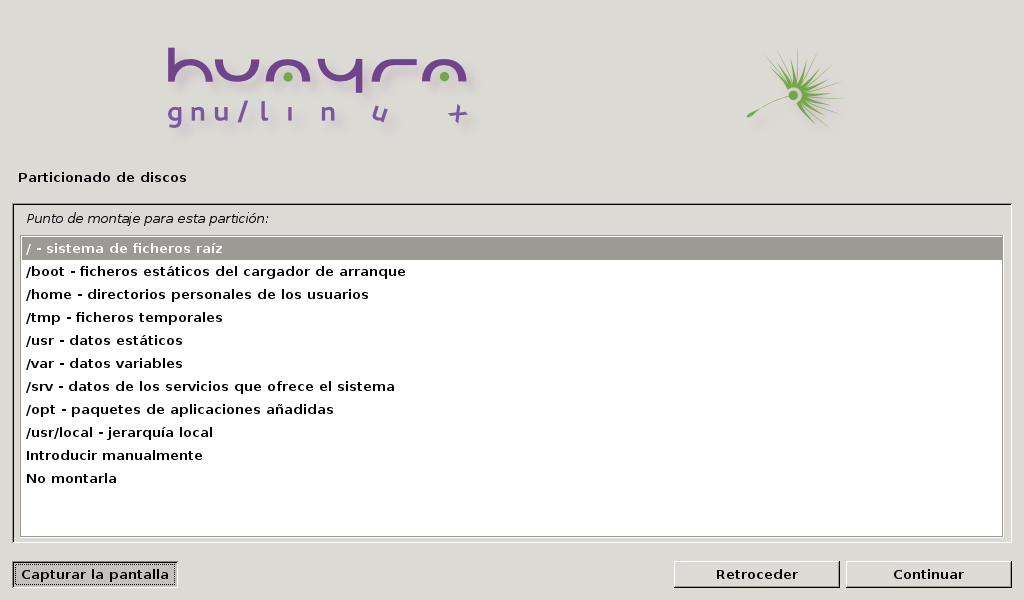 huayra
gnu/linux
Particionado de discos
Punto de montaje para esta partición:
/ - sistema de ficheros raíz
/boot - ficheros estáticos del cargador de arranque
/home - directorios personales de los usuarios
/tmp - ficheros temporales
/usr - datos estáticos
/var - datos variables
/srv - datos de los servicios que ofrece el sistema
/opt - paquetes de aplicaciones añadidas
/usr/local - jerarquía local
Introducir manualmente
No montarla
Capturar la pantalla
Retroceder
Continuar